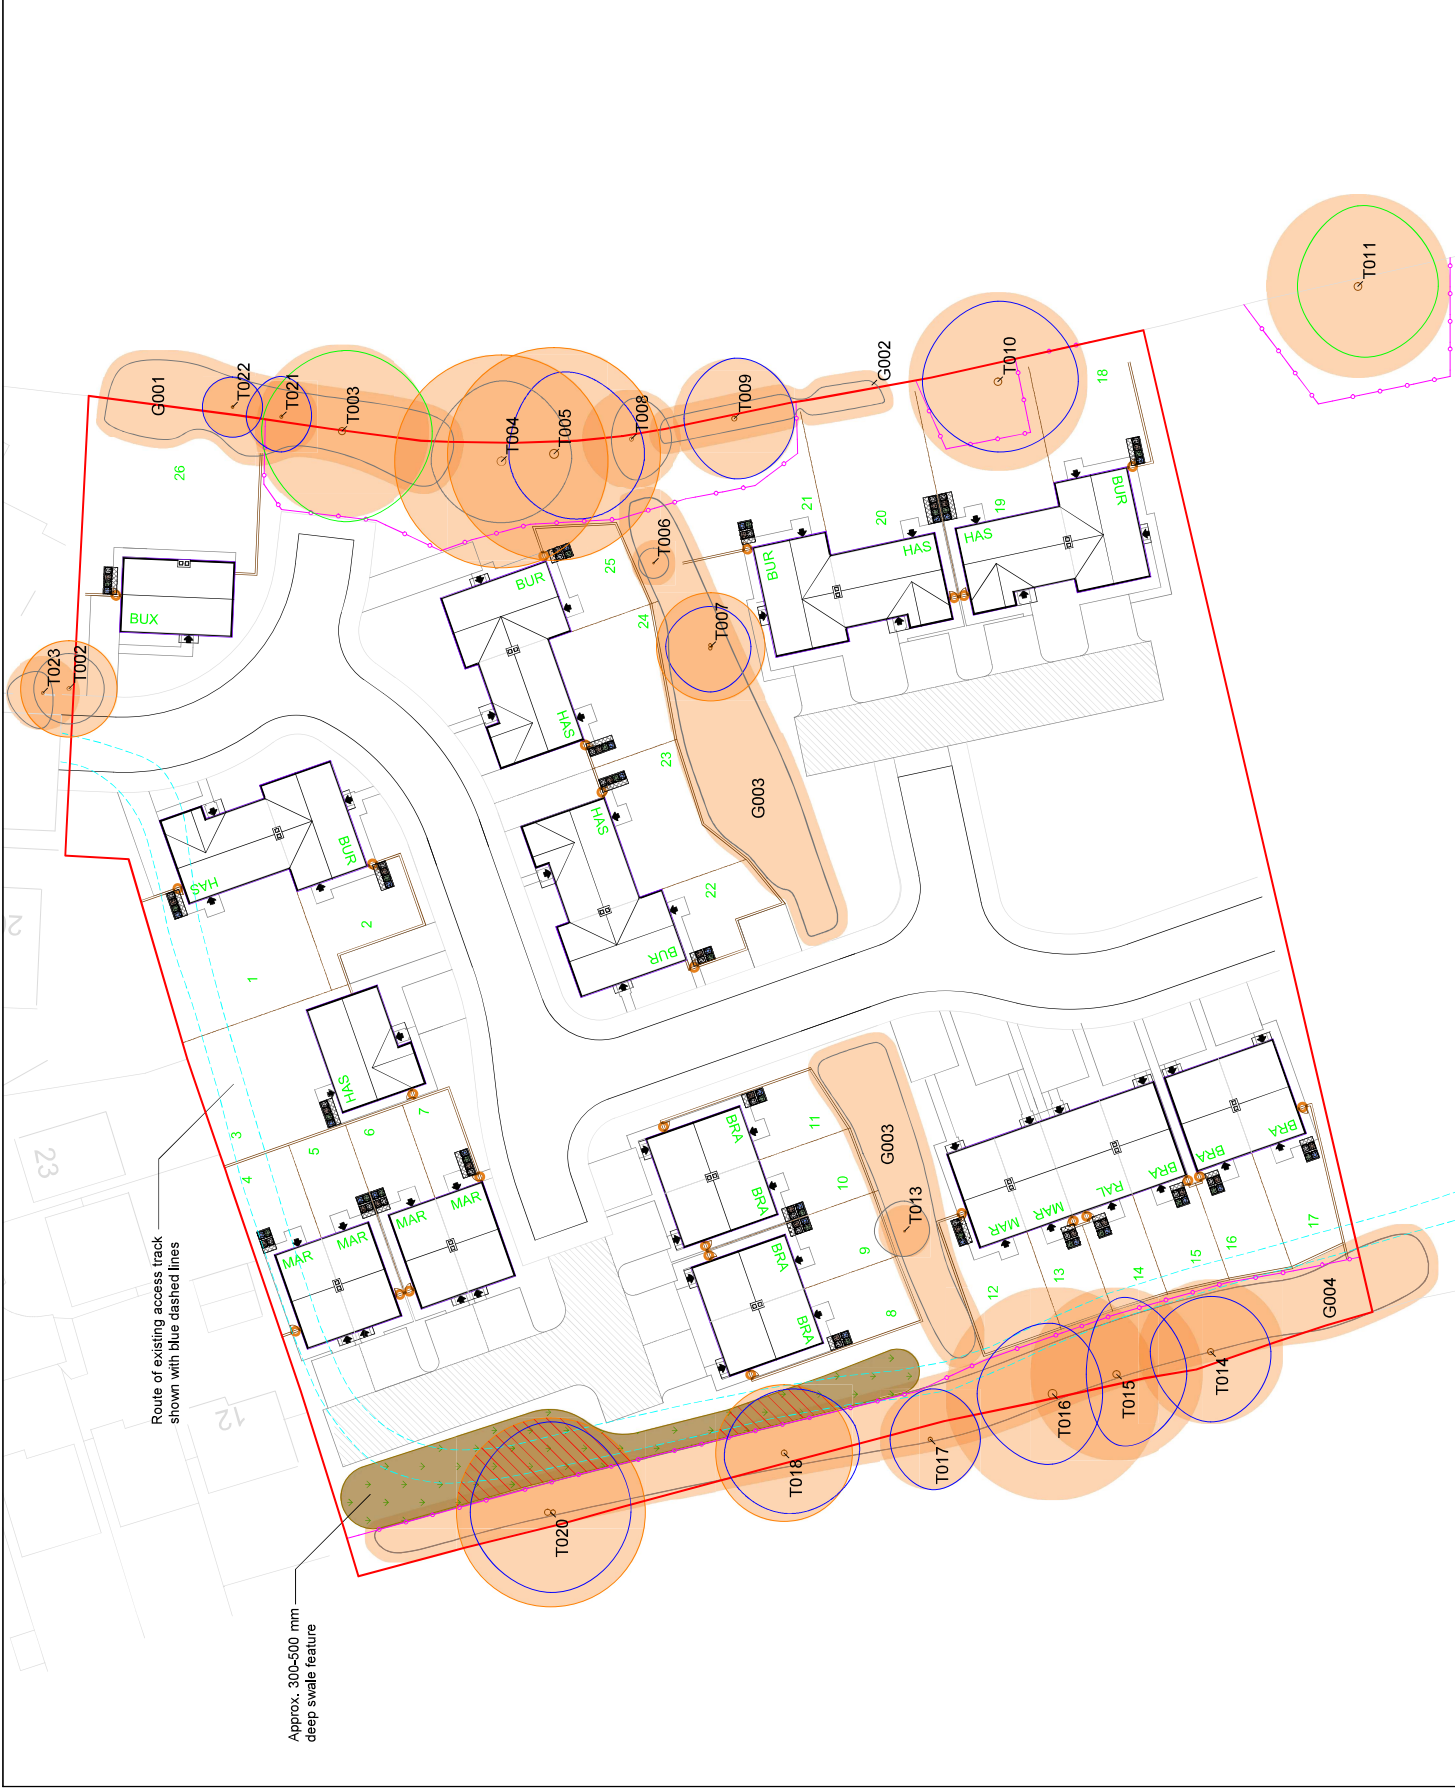 G001
T022
T021
T003
T004
T005
T008
T009
G002
T010
T011
26
BUX
T023
T002
25
24
T006
T007
BUR
HAS
21
20
19
18
BUR
HAS
HAS
BUR
23
G003
HAS
BUR
22
HAS
BUR
1
2
HAS
3
4
5
6
7
MAR
MAR
MAR
MAR
23
12
Route of existing access track
shown with blue dashed lines
BRA
BRA
BRA
BRA
11
10
9
8
G003
T013
MAR
MAR
RAL
BRA
BRA
BRA
12
13
14
15
16
17
G004
T014
T015
T016
T017
T018
T020
Approx. 300-500 mm
deep swale feature